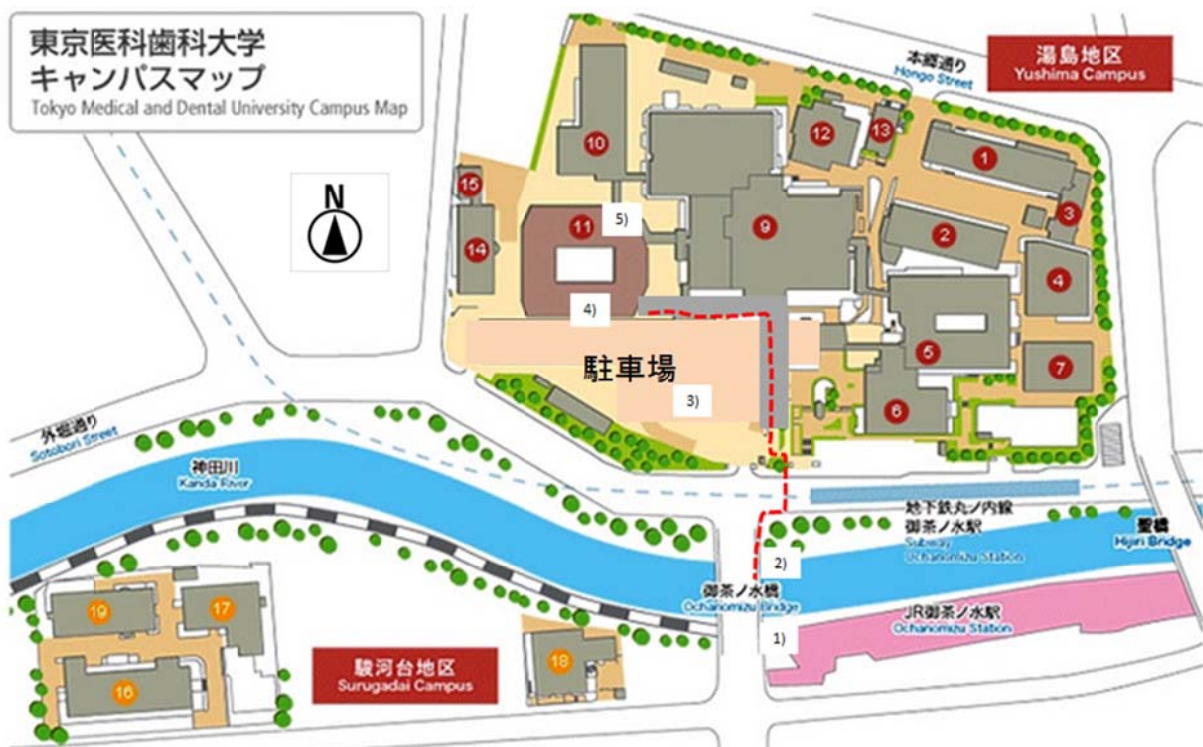 東京医科歯科大学
キャンパスマップ
Tokyo Medical and Dental University Campus Map
湯島地区
Yushima Campus
本郷通り
Hongo Street
N
10
12
13
1
15
5)
3
11
9
2
14
4
4)
5
7
駐車場
3)
6
外堀通り
Sotobori Street
神田川
Kanda River
地下鉄丸ノ内線
御茶ノ水駅
Subway
Ochanomizu Station
聖橋
Hijiri Bridge
2)
御茶ノ水橋
Ochanomizu Bridge
19
17
1)
JR御茶ノ水駅
Ochanomizu Station
駿河台地区
Surugadai Campus
18
16